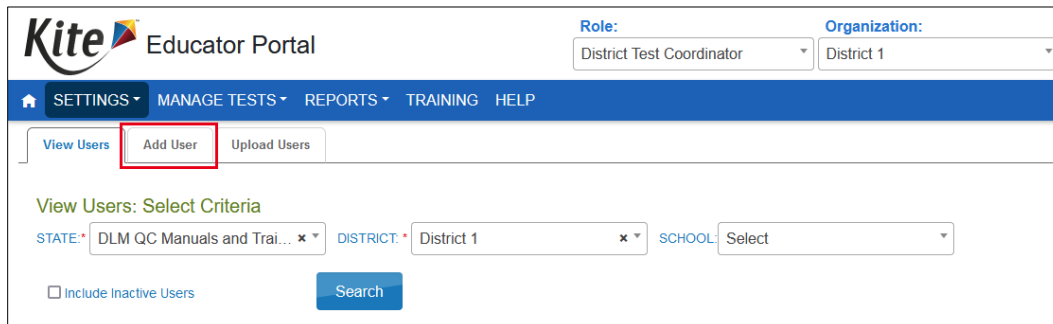 Kite Educator Portal
Role:
District Test Coordinator
Organization:
District 1
SETTINGS MANAGE TESTS REPORTS TRAINING HELP
View Users Add User Upload Users
View Users: Select Criteria
STATE:* DLM QC Manuals and Trai... × DISTRICT: * District 1 × SCHOOL: Select
Include Inactive Users Search